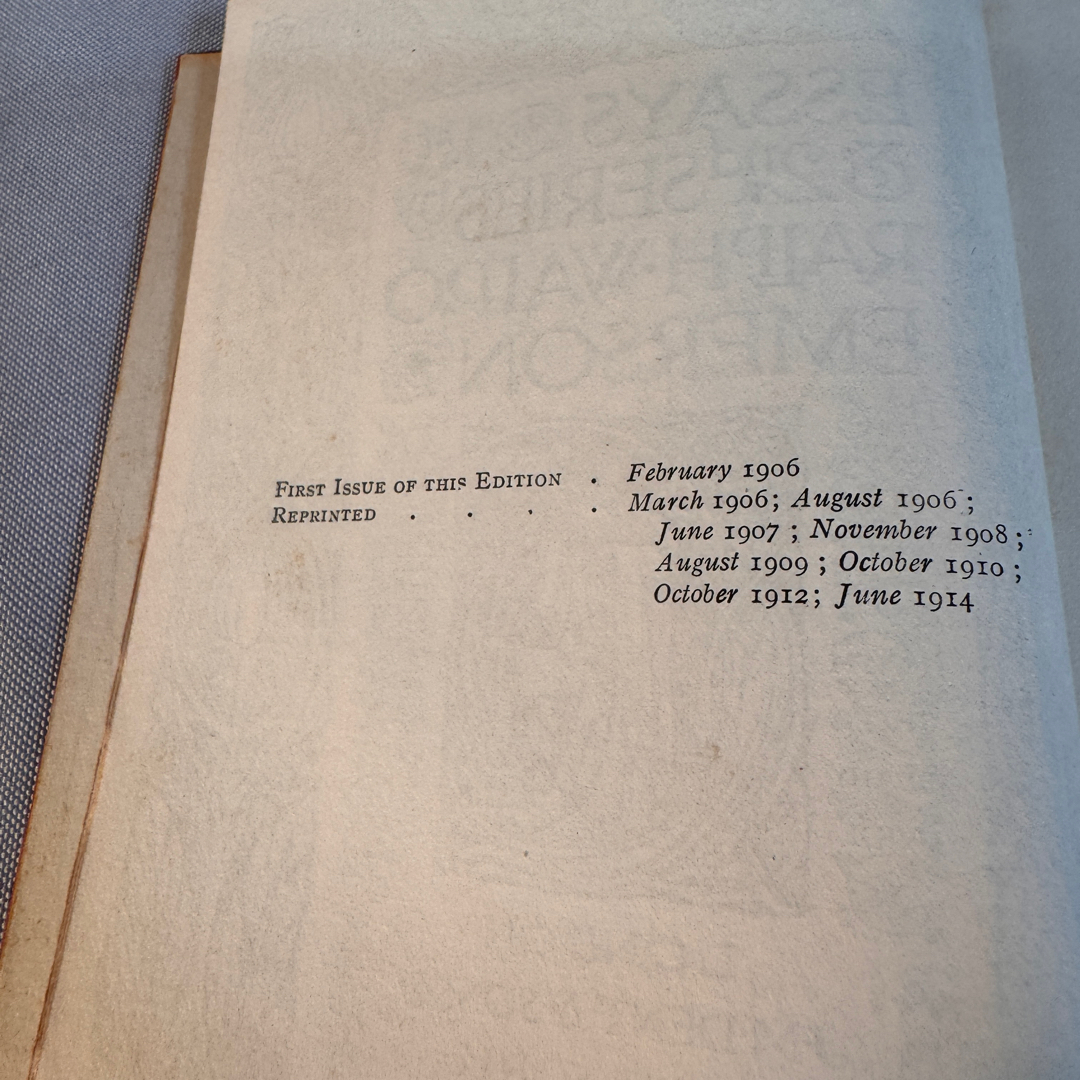 First Issue of this Edition . February 1906
Reprinted . . . . March 1906; August 1906;
June 1907 ; November 1908 ;
August 1909 ; October 1910 ;
October 1912; June 1914